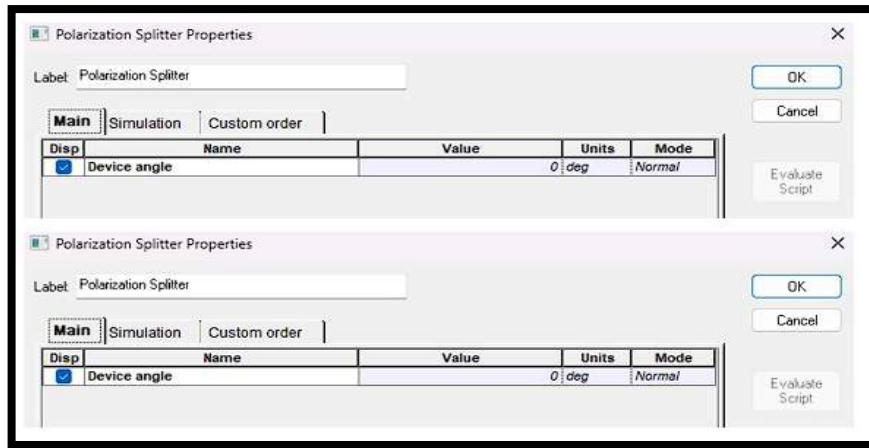 Polarization Splitter Properties
Label: Polarization Splitter
OK
Main Simulation Custom order
Cancel
Disp Name Value Units Mode
Device angle 0 deg Normal
Evaluate
Script
Polarization Splitter Properties
Label: Polarization Splitter
OK
Main Simulation Custom order
Cancel
Disp Name Value Units Mode
Device angle 0 deg Normal
Evaluate
Script